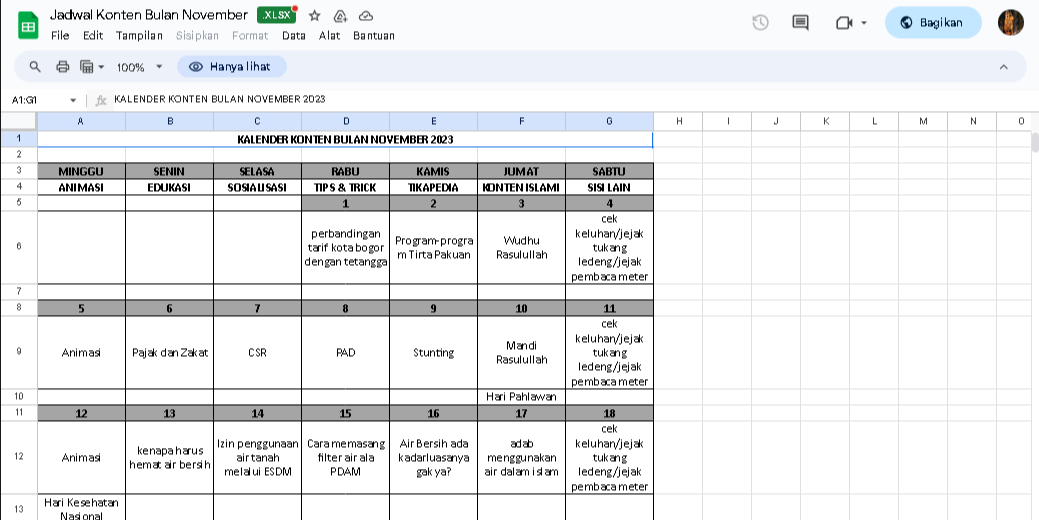 Jadwal Konten Bulan November .XLSX
File Edit Tampilan Sisipkan Format Data Alat Bantuan
Bagikan
100% Hanya lihat
A1:G1 fx KALENDER KONTEN BULAN NOVEMBER 2023
A B C D E F G H I J K L M N O
1 KALENDER KONTEN BULAN NOVEMBER 2023
2
3 MINGGU SENIN SELASA RABU KAMIS JUMAT SABTU
4 ANIMASI EDUKASI SOSIALISASI TIPS & TRICK TIKAPEDIA KONTEN ISLAMI SISI LAIN
5 1 2 3 4
6
perbandingan
tarif kota bogor
dengan tetangga
Program-progra
m Tirta Pakuan
Wudhu
Rasulullah
cek
keluhan/jejak
tukang
ledeng/jejak
pembaca meter
7
8 5 6 7 8 9 10 11
9
Animasi
Pajak dan Zakat
CSR
PAD
Stunting
Mandi
Rasulullah
cek
keluhan/jejak
tukang
ledeng/jejak
pembaca meter
10 Hari Pahlawan
11 12 13 14 15 16 17 18
12
Animasi
kenapa harus
hemat air bersih
Izin penggunaan
air tanah
melalui ESDM
Cara memasang
filter air ala
PDAM
Air Bersih ada
kadarluasanya
gak ya?
adab
menggunakan
air dalam islam
cek
keluhan/jejak
tukang
ledeng/jejak
pembaca meter
13
Hari Kesehatan
Nasional